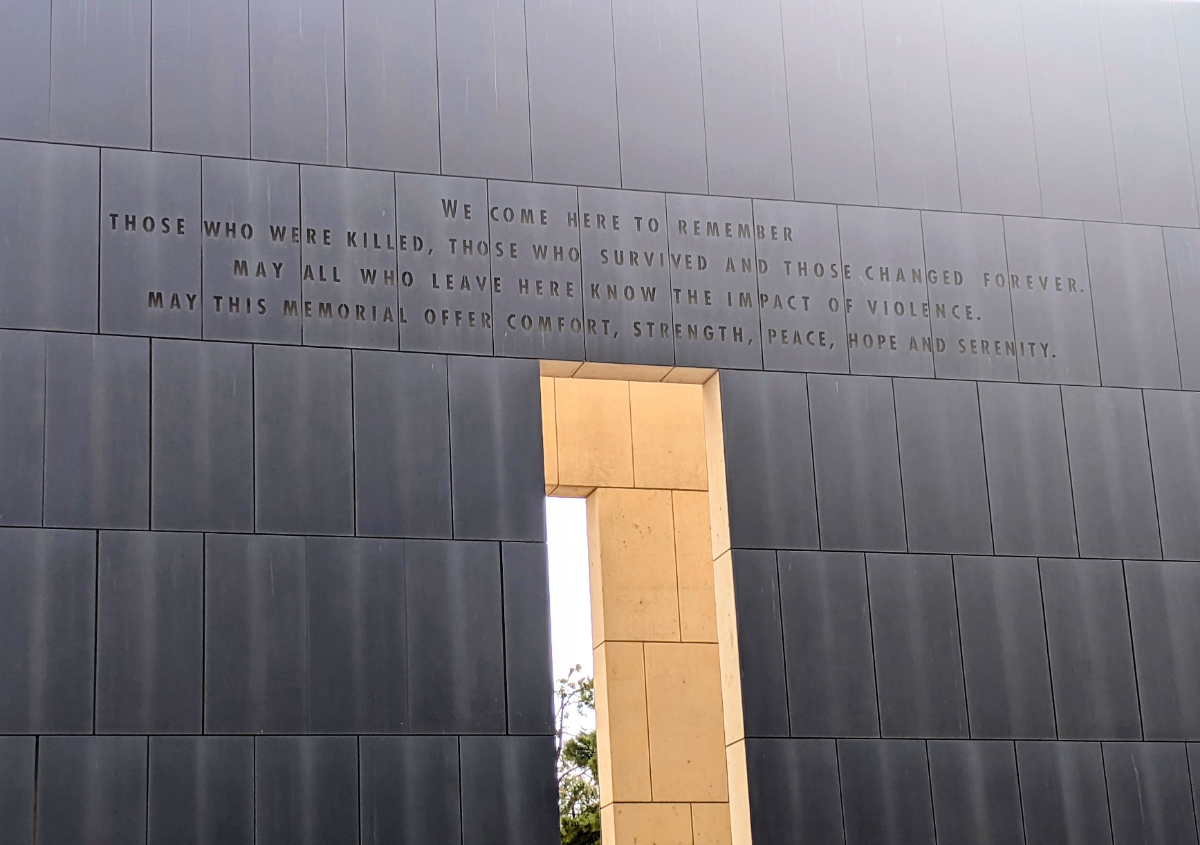 WE COME HERE TO REMEMBER
THOSE WHO WERE KILLED, THOSE WHO SURVIVED AND THOSE CHANGED FOREVER.
MAY ALL WHO LEAVE HERE KNOW THE IMPACT OF VIOLENCE.
MAY THIS MEMORIAL OFFER COMFORT, STRENGTH, PEACE, HOPE AND SERENITY.